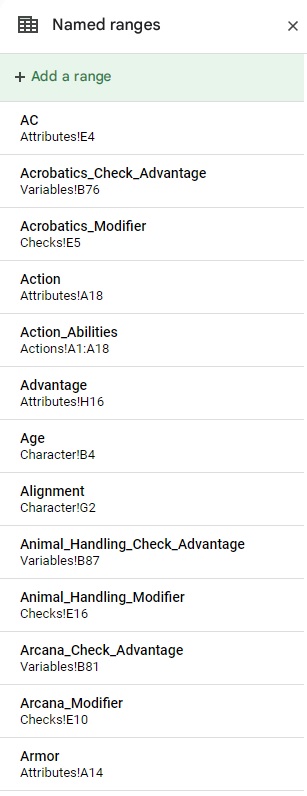 Named ranges
+ Add a range
AC
Attributes!E4
Acrobatics_Check_Advantage
Variables!B76
Acrobatics_Modifier
Checks!E5
Action
Attributes!A18
Action_Abilities
Actions!A1:A18
Advantage
Attributes!H16
Age
Character!B4
Alignment
Character!G2
Animal_Handling_Check_Advantage
Variables!B87
Animal_Handling_Modifier
Checks!E16
Arcana_Check_Advantage
Variables!B81
Arcana_Modifier
Checks!E10
Armor
Attributes!A14